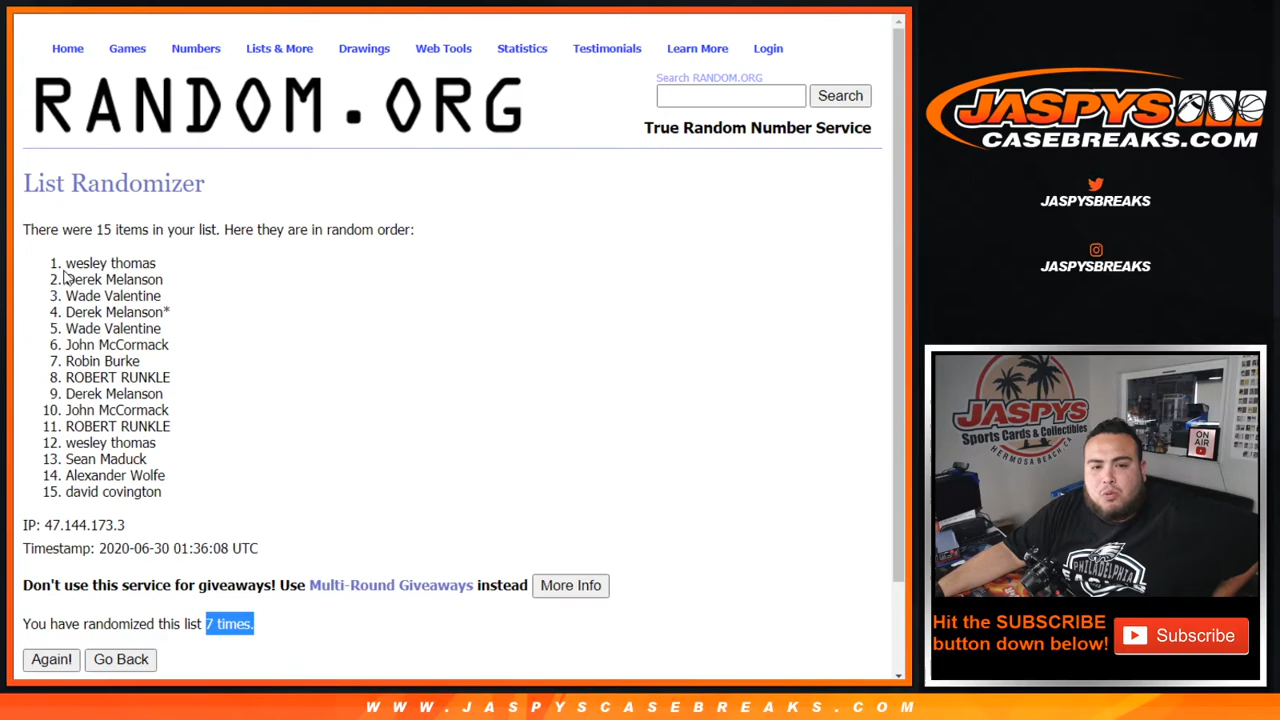 Home Games Numbers Lists & More Drawings Web Tools Statistics Testimonials Learn More Login
RANDOM.ORG
Search RANDOM.ORG
Search
True Random Number Service
List Randomizer
There were 15 items in your list. Here they are in random order:
1. wesley thomas
2. Derek Melanson
3. Wade Valentine
4. Derek Melanson*
5. Wade Valentine
6. John McCormack
7. Robin Burke
8. ROBERT RUNKLE
9. Derek Melanson
10. John McCormack
11. ROBERT RUNKLE
12. wesley thomas
13. Sean Maduck
14. Alexander Wolfe
15. david covington
IP: 47.144.173.3
Timestamp: 2020-06-30 01:36:08 UTC
Don't use this service for giveaways! Use Multi-Round Giveaways instead More Info
You have randomized this list 7 times.
Again! Go Back
JASPYS
CASEBREAKS.COM
JASPYSBREAKS
JASPYSBREAKS
JASPYS
Sports Cards & Collectibles
HERMOSA BEACH, CA
ON AIR
PHILADELPHIA
EAGLES
Hit the SUBSCRIBE
button down below!
Subscribe
WWW.JASPYSCASEBREAKS.COM